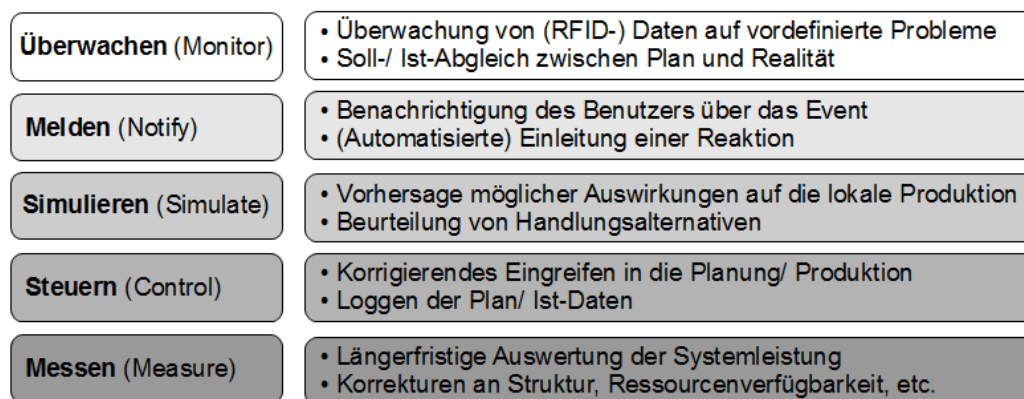 Überwachen (Monitor)
• Überwachung von (RFID-) Daten auf vordefinierte Probleme
• Soll-/ Ist-Abgleich zwischen Plan und Realität
Melden (Notify)
• Benachrichtigung des Benutzers über das Event
• (Automatisierte) Einleitung einer Reaktion
Simulieren (Simulate)
• Vorhersage möglicher Auswirkungen auf die lokale Produktion
• Beurteilung von Handlungsalternativen
Steuern (Control)
• Korrigierendes Eingreifen in die Planung/ Produktion
• Loggen der Plan/ Ist-Daten
Messen (Measure)
• Längerfristige Auswertung der Systemleistung
• Korrekturen an Struktur, Ressourcenverfügbarkeit, etc.